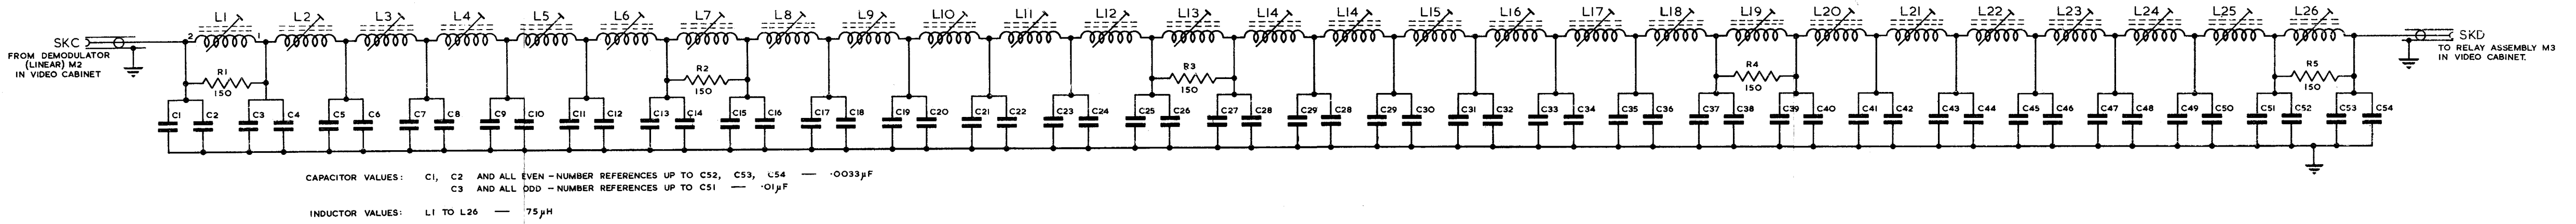 L1 L2 L3 L4 L5 L6 L7 L8 L9 L10 L11 L12 L13 L14 L14 L15 L16 L17 L18 L19 L20 L21 L22 L23 L24 L25 L26
SKC 2 1 SKD
FROM DEMODULATOR
(LINEAR) M2
IN VIDEO CABINET
TO RELAY ASSEMBLY M3
IN VIDEO CABINET.
R1 R2 R3 R4 R5
150 150 150 150 150
C1 C2 C3 C4 C5 C6 C7 C8 C9 C10 C11 C12 C13 C14 C15 C16 C17 C18 C19 C20 C21 C22 C23 C24 C25 C26 C27 C28 C29 C28 C29 C30 C31 C32 C33 C34 C35 C36 C37 C38 C39 C40 C41 C42 C43 C44 C45 C46 C47 C48 C49 C50 C51 C52 C53 C54
CAPACITOR VALUES: C1, C2 AND ALL EVEN-NUMBER REFERENCES UP TO C52, C53, C54 — ·0033µF
C3 AND ALL ODD-NUMBER REFERENCES UP TO C51 — ·01µF
INDUCTOR VALUES: L1 TO L26 — 75µH